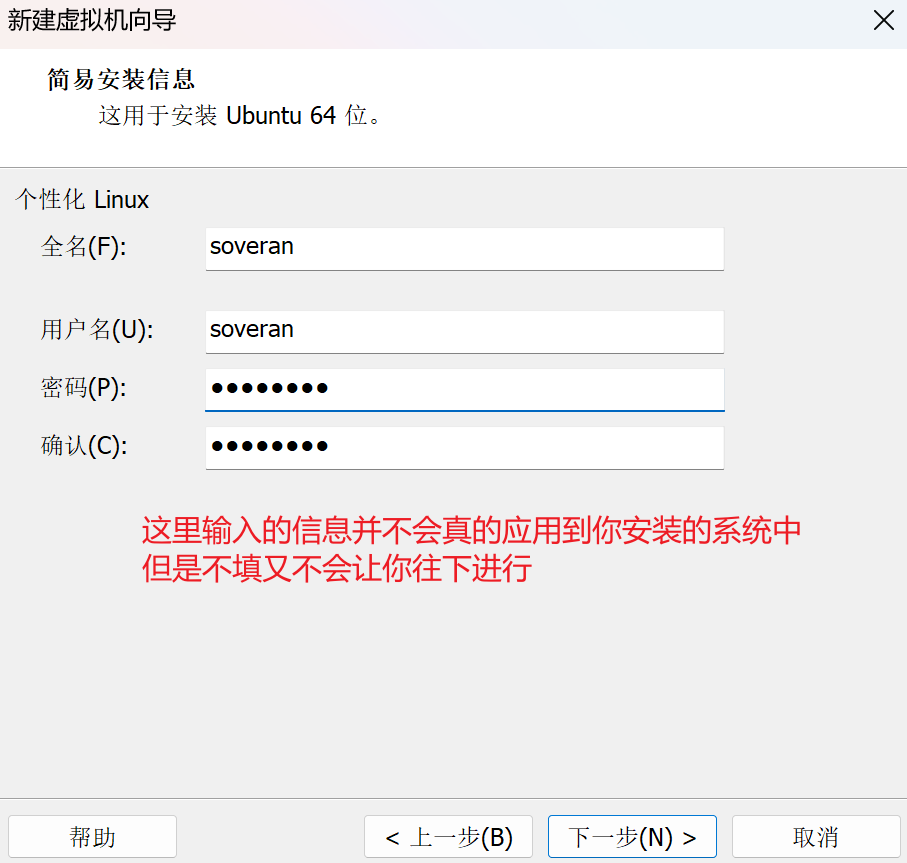 新建虚拟机向导
简易安装信息
这用于安装 Ubuntu 64 位。
个性化 Linux
全名(F): soveran
用户名(U): soveran
密码(P): ●●●●●●●●
确认(C): ●●●●●●●●
这里输入的信息并不会真的应用到你安装的系统中
但是不填又不会让你往下进行
帮助 < 上一步(B) 下一步(N) > 取消